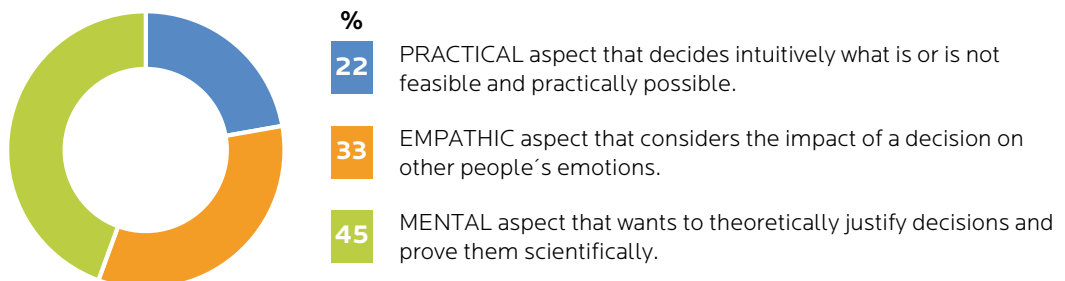 %
22
PRACTICAL aspect that decides intuitively what is or is not
feasible and practically possible.
33
EMPATHIC aspect that considers the impact of a decision on
other people´s emotions.
45
MENTAL aspect that wants to theoretically justify decisions and
prove them scientifically.